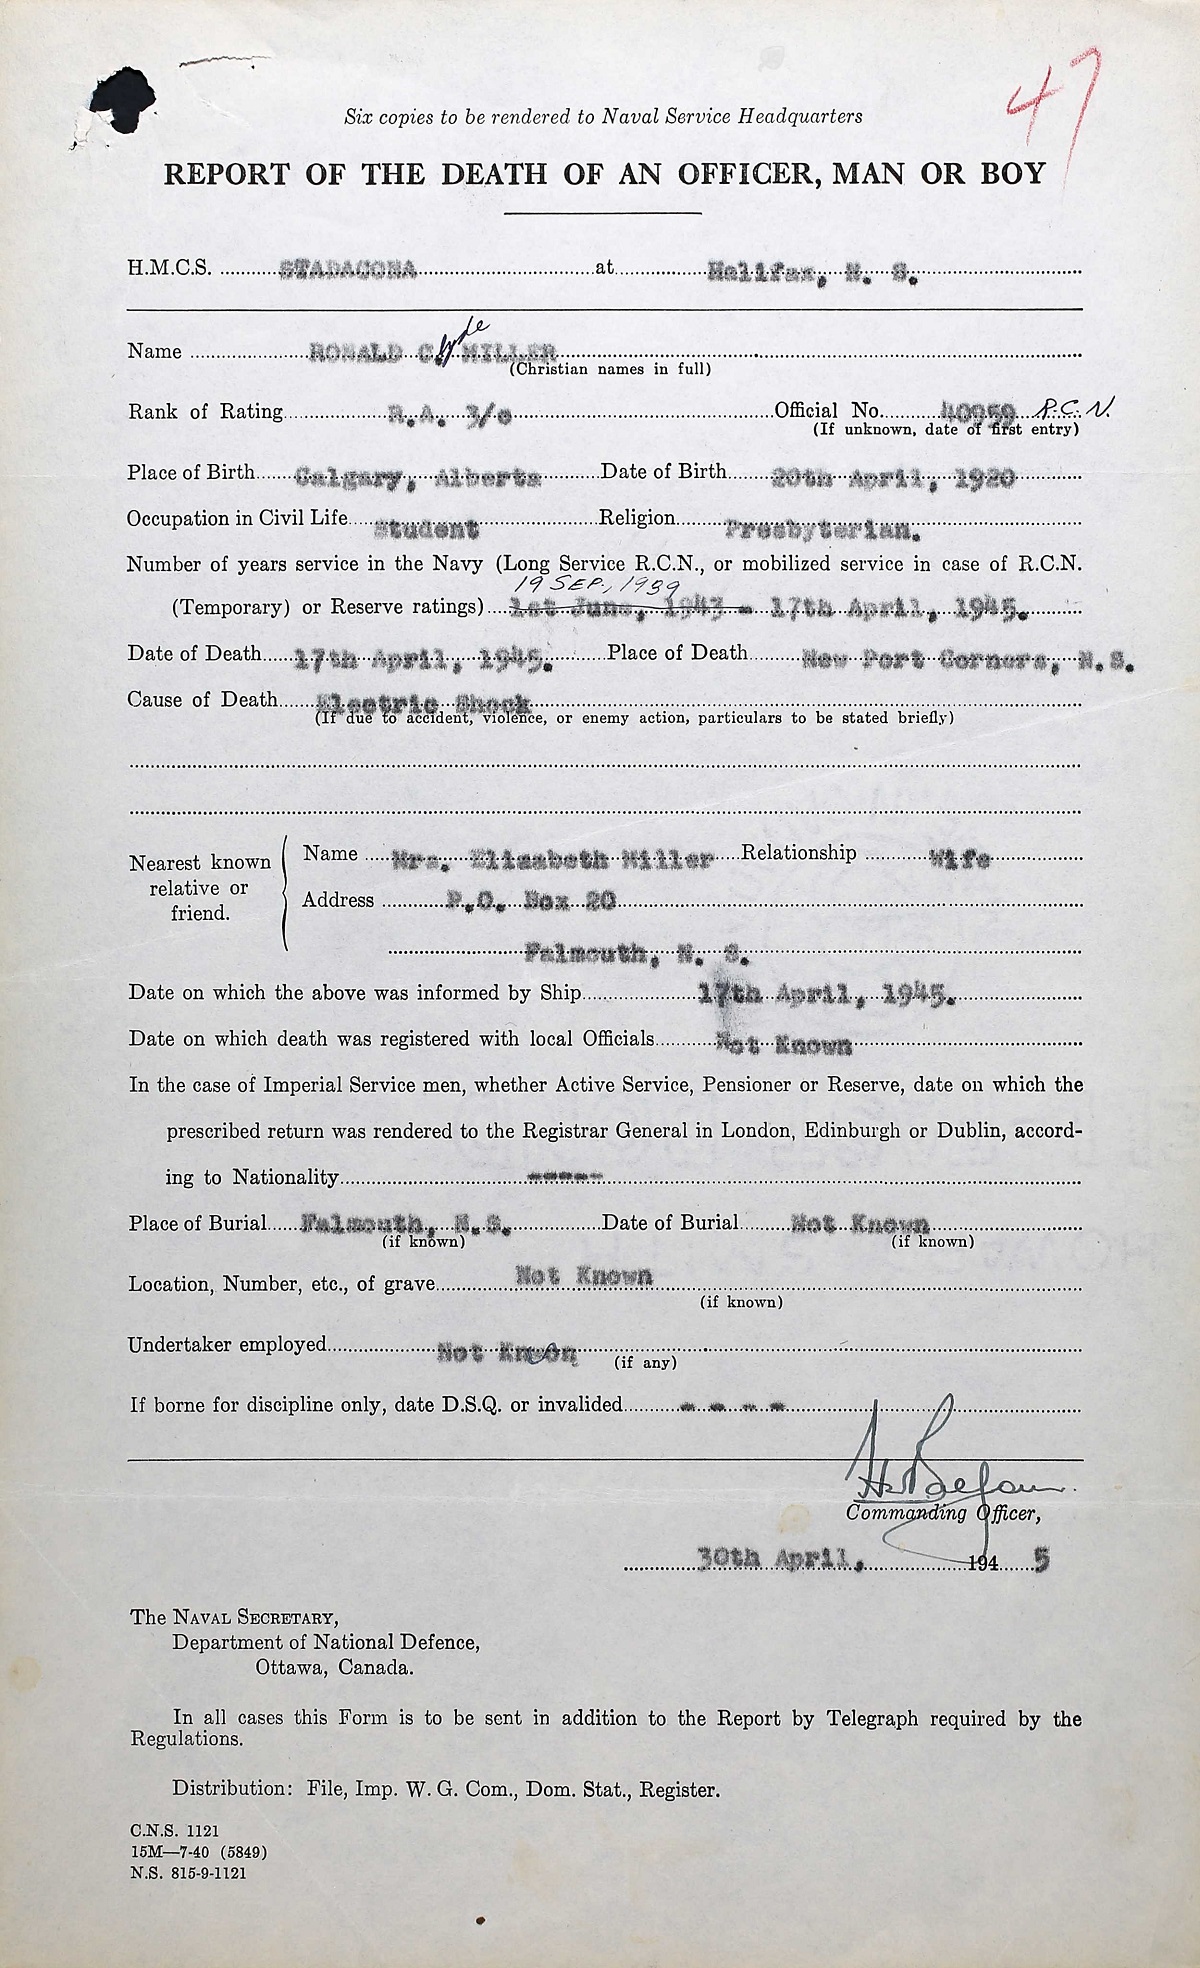 47
Six copies to be rendered to Naval Service Headquarters
REPORT OF THE DEATH OF AN OFFICER, MAN OR BOY
H.M.C.S. STADACONA at Halifax, N. S.
Name RONALD Clyde MILLER
(Christian names in full)
Rank of Rating R.A. 3/c Official No. 40959 R.C.N.
(If unknown, date of first entry)
Place of Birth Calgary, Alberta Date of Birth 20th April, 1920
Occupation in Civil Life Student Religion Presbyterian.
Number of years service in the Navy (Long Service R.C.N., or mobilized service in case of R.C.N.
19 SEP., 1939
(Temporary) or Reserve ratings) 1st June, 1943 - 17th April, 1945.
Date of Death 17th April, 1945. Place of Death New Port Corners, N.S.
Cause of Death Electric Shock
(If due to accident, violence, or enemy action, particulars to be stated briefly)
Nearest known relative or friend.
Name Mrs. Elizabeth Miller Relationship Wife
Address P.O. Box 20
Falmouth, N. S.
Date on which the above was informed by Ship 17th April, 1945.
Date on which death was registered with local Officials Not Known
In the case of Imperial Service men, whether Active Service, Pensioner or Reserve, date on which the
prescribed return was rendered to the Registrar General in London, Edinburgh or Dublin, accord-
ing to Nationality -----
Place of Burial Falmouth, N.S. Date of Burial Not Known
(if known) (if known)
Location, Number, etc., of grave Not Known
(if known)
Undertaker employed Not Knwon
(if any)
If borne for discipline only, date D.S.Q. or invalided - - - -
Commanding Officer,
30th April, 1945
The NAVAL SECRETARY,
Department of National Defence,
Ottawa, Canada.
In all cases this Form is to be sent in addition to the Report by Telegraph required by the
Regulations.
Distribution: File, Imp. W. G. Com., Dom. Stat., Register.
C.N.S. 1121
15M—7-40 (5849)
N.S. 815-9-1121